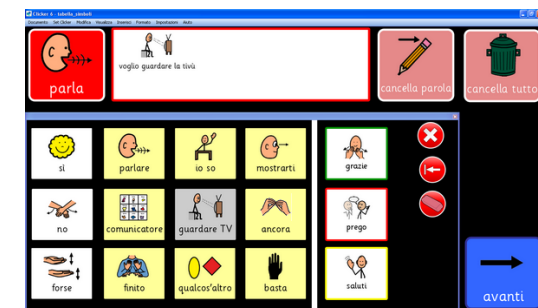 Clicker 6 - tabella_simboli
Documento Set Clicker Modifica Visualizza Inserisci Formato Impostazioni Aiuto
parla
voglio guardare la tivù
cancella parola
cancella tutto
sì parlare io so mostrarti grazie
no comunicatore guardare TV ancora prego
forse finito qualcos'altro basta saluti
avanti